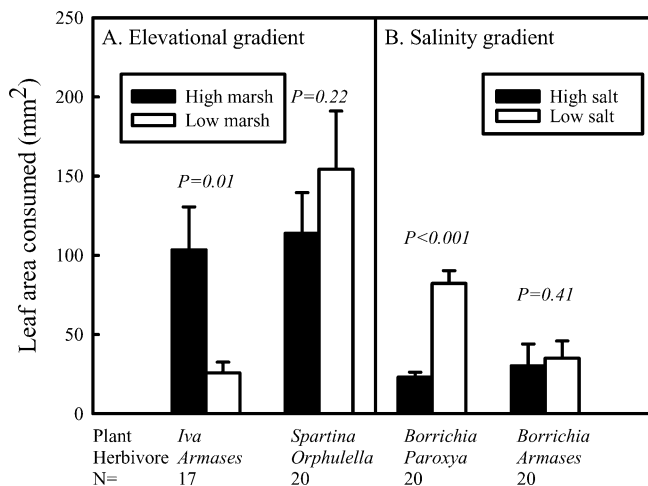 A. Elevational gradient
B. Salinity gradient
High marsh
Low marsh
High salt
Low salt
P=0.22
P=0.01
P<0.001
P=0.41
Leaf area consumed (mm²)
250
200
150
100
50
0
Plant Iva Spartina Borrichia Borrichia
Herbivore Armases Orphulella Paroxya Armases
N= 17 20 20 20